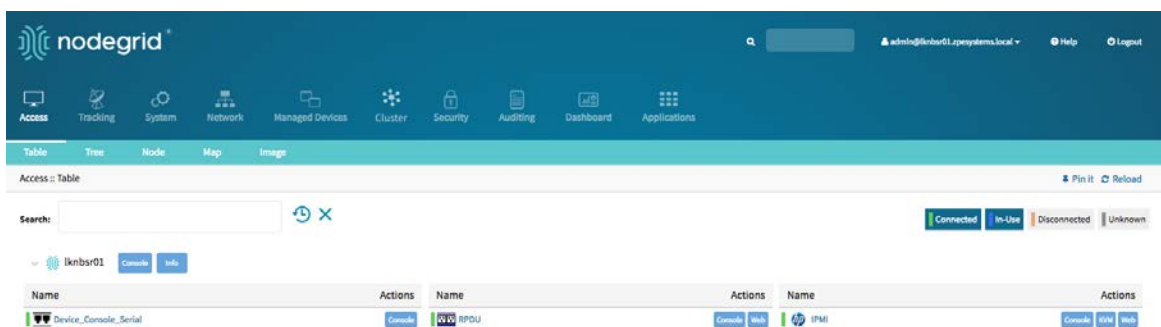 nodegrid
admin@lknbsr01.zpesystems.local Help Logout
Access Tracking System Network Managed Devices Cluster Security Auditing Dashboard Applications
Table Tree Node Map Image
Access :: Table Pin it Reload
Search: Connected In-Use Disconnected Unknown
lknbsr01 Console Info
Name Actions Name Actions Name Actions
Device_Console_Serial Console RPDU Console Web IPMI Console KVM Web